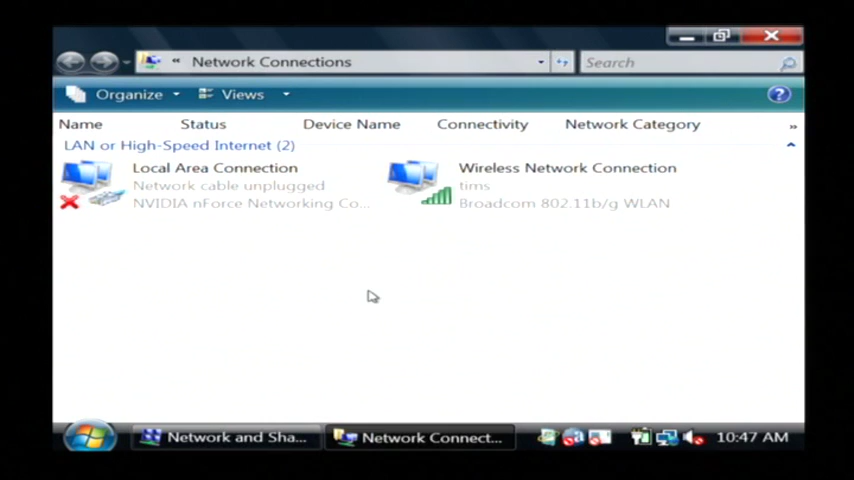 « Network Connections
Search
Organize Views
Name Status Device Name Connectivity Network Category »
LAN or High-Speed Internet (2)
Local Area Connection
Network cable unplugged
NVIDIA nForce Networking Co...
Wireless Network Connection
tims
Broadcom 802.11b/g WLAN
Network and Sha... Network Connect... 10:47 AM